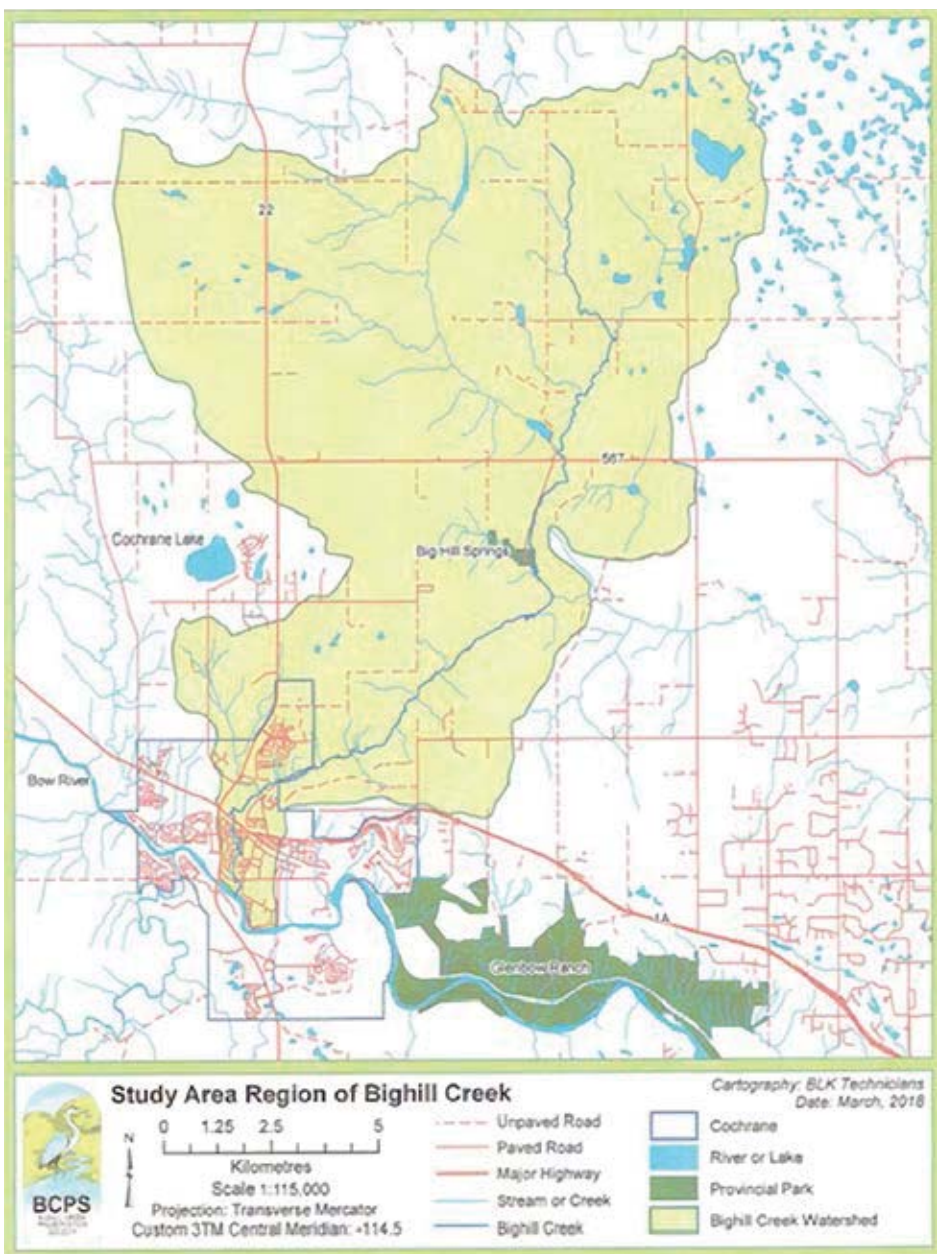 22
567
Cochrane Lake
Big Hill Springs
Bow River
1A
Glenbow Ranch
Study Area Region of Bighill Creek
Cartography: BLK Technicians
Date: March, 2018
0 1.25 2.5 5
Kilometres
Scale 1:115,000
Projection: Transverse Mercator
Custom 3TM Central Meridian: -114.5
N
BCPS
Unpaved Road
Paved Road
Major Highway
Stream or Creek
Bighill Creek
Cochrane
River or Lake
Provincial Park
Bighill Creek Watershed